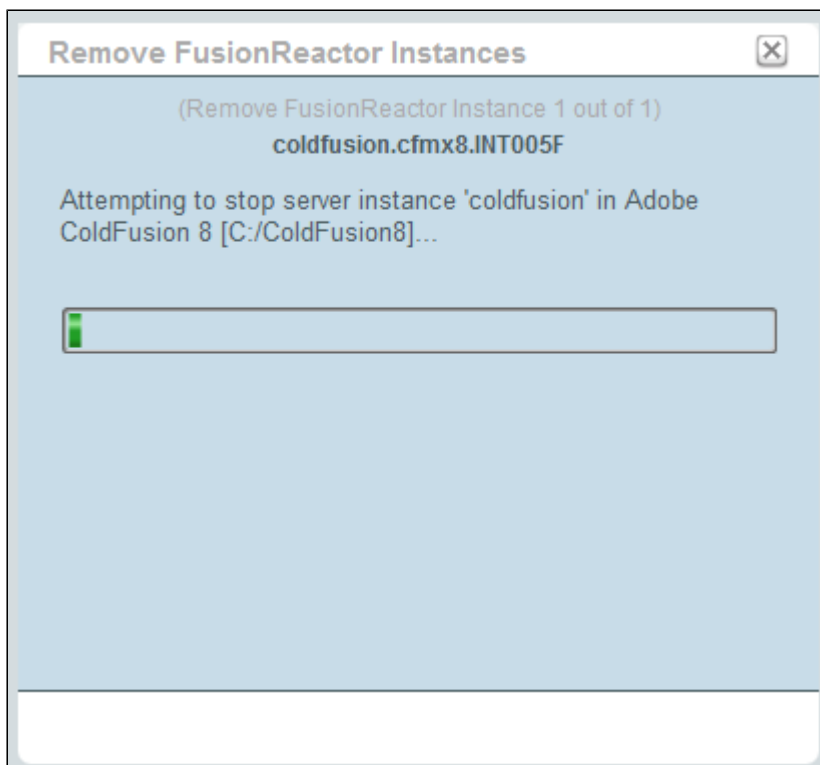 Remove FusionReactor Instances
(Remove FusionReactor Instance 1 out of 1)
coldfusion.cfmx8.INT005F
Attempting to stop server instance 'coldfusion' in Adobe
ColdFusion 8 [C:/ColdFusion8]...